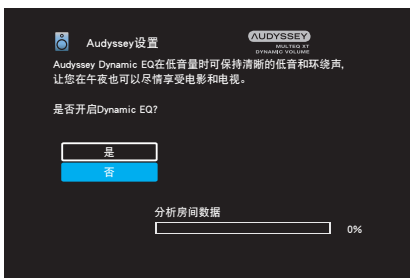 Audyssey设置
AUDYSSEY
MULTEQ XT
DYNAMIC VOLUME
Audyssey Dynamic EQ在低音量时可保持清晰的低音和环绕声,
让您在午夜也可以尽情享受电影和电视。
是否开启Dynamic EQ?
是
否
分析房间数据
0%